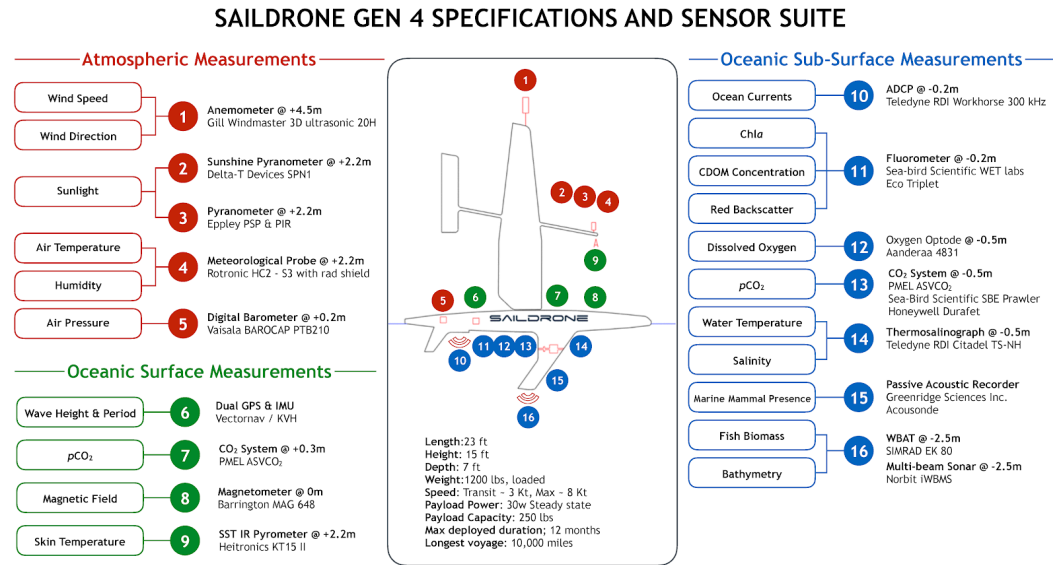 SAILDRONE GEN 4 SPECIFICATIONS AND SENSOR SUITE
Atmospheric Measurements
Wind Speed
Wind Direction
1
Anemometer @ +4.5m
Gill Windmaster 3D ultrasonic 20H
Sunlight
2
Sunshine Pyranometer @ +2.2m
Delta-T Devices SPN1
3
Pyranometer @ +2.2m
Eppley PSP & PIR
Air Temperature
Humidity
4
Meteorological Probe @ +2.2m
Rotronic HC2 - S3 with rad shield
Air Pressure
5
Digital Barometer @ +0.2m
Vaisala BAROCAP PTB210
Oceanic Surface Measurements
Wave Height & Period
6
Dual GPS & IMU
Vectornav / KVH
pCO₂
7
CO₂ System @ +0.3m
PMEL ASVCO₂
Magnetic Field
8
Magnetometer @ 0m
Barrington MAG 648
Skin Temperature
9
SST IR Pyrometer @ +2.2m
Heitronics KT15 II
1
2 3 4
9
5 6 7 8
SAILDRONE
10 11 12 13 14
15
16
Length:23 ft
Height: 15 ft
Depth: 7 ft
Weight:1200 lbs, loaded
Speed: Transit ~ 3 Kt, Max ~ 8 Kt
Payload Power: 30w Steady state
Payload Capacity: 250 lbs
Max deployed duration; 12 months
Longest voyage: 10,000 miles
Oceanic Sub-Surface Measurements
Ocean Currents
10
ADCP @ -0.2m
Teledyne RDI Workhorse 300 kHz
Chla
CDOM Concentration
Red Backscatter
11
Fluorometer @ -0.2m
Sea-bird Scientific WET labs
Eco Triplet
Dissolved Oxygen
12
Oxygen Optode @ -0.5m
Aanderaa 4831
pCO₂
13
CO₂ System @ -0.5m
PMEL ASVCO₂
Sea-Bird Scientific SBE Prawler
Honeywell Durafet
Water Temperature
Salinity
14
Thermosalinograph @ -0.5m
Teledyne RDI Citadel TS-NH
Marine Mammal Presence
15
Passive Acoustic Recorder
Greenridge Sciences Inc.
Acousonde
Fish Biomass
Bathymetry
16
WBAT @ -2.5m
SIMRAD EK 80
Multi-beam Sonar @ -2.5m
Norbit iWBMS